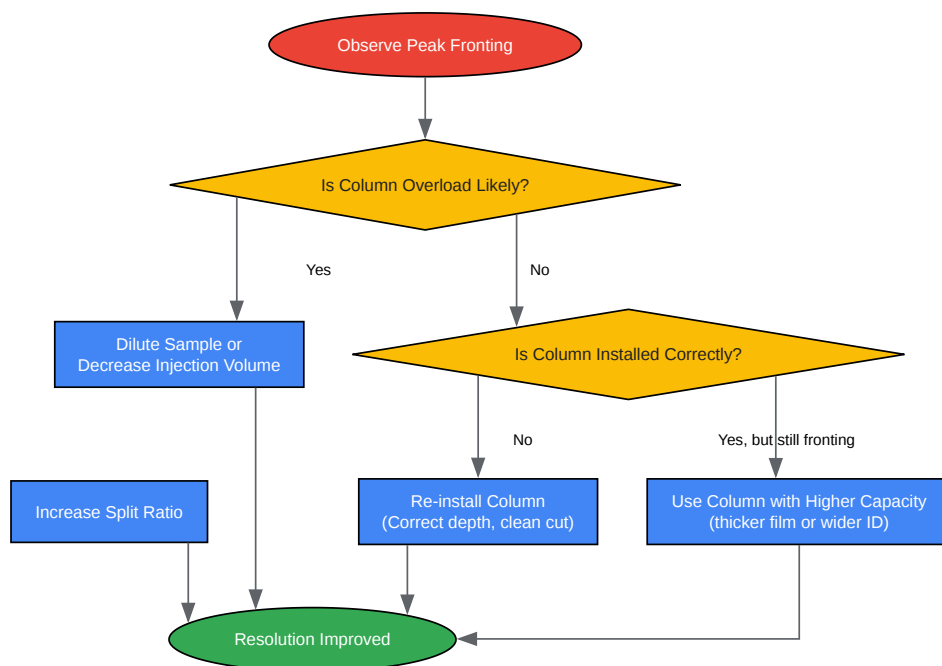 Observe Peak Fronting
Is Column Overload Likely?
Yes
No
Dilute Sample or
Decrease Injection Volume
Is Column Installed Correctly?
No
Yes, but still fronting
Increase Split Ratio
Re-install Column
(Correct depth, clean cut)
Use Column with Higher Capacity
(thicker film or wider ID)
Resolution Improved